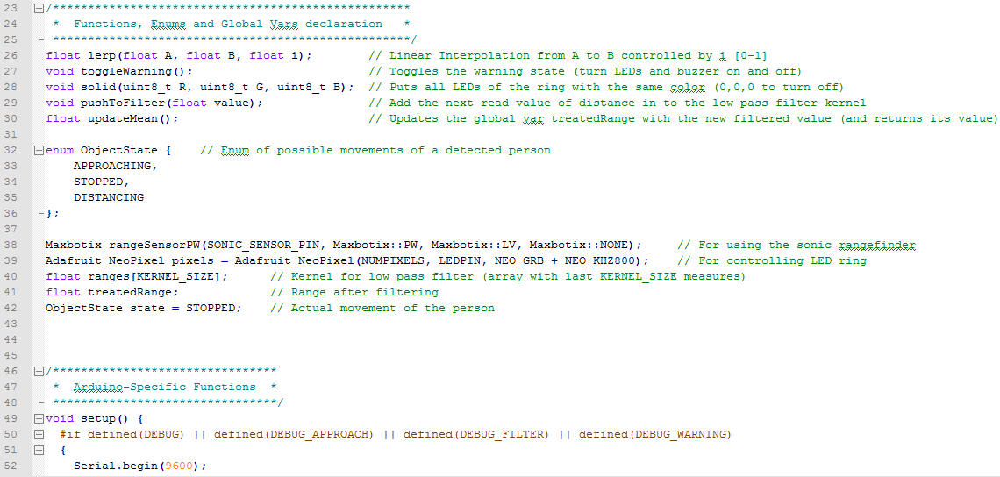 23 /***************************************************
24  *  Functions, Enums and Global Vars declaration   *
25  ***************************************************/
26 float lerp(float A, float B, float i);        // Linear Interpolation from A to B controlled by i [0-1]
27 void toggleWarning();                         // Toggles the warning state (turn LEDs and buzzer on and off)
28 void solid(uint8_t R, uint8_t G, uint8_t B);  // Puts all LEDs of the ring with the same color (0,0,0 to turn off)
29 void pushToFilter(float value);               // Add the next read value of distance in to the low pass filter kernel
30 float updateMean();                           // Updates the global var treatedRange with the new filtered value (and returns its value)
31
32 enum ObjectState {    // Enum of possible movements of a detected person
33     APPROACHING,
34     STOPPED,
35     DISTANCING
36 };
37
38 Maxbotix rangeSensorPW(SONIC_SENSOR_PIN, Maxbotix::PW, Maxbotix::LV, Maxbotix::NONE);     // For using the sonic rangefinder
39 Adafruit_NeoPixel pixels = Adafruit_NeoPixel(NUMPIXELS, LEDPIN, NEO_GRB + NEO_KHZ800);    // For controlling LED ring
40 float ranges[KERNEL_SIZE];      // Kernel for low pass filter (array with last KERNEL_SIZE measures)
41 float treatedRange;             // Range after filtering
42 ObjectState state = STOPPED;    // Actual movement of the person
43
44
45
46 /********************************
47  *  Arduino-Specific Functions  *
48  ********************************/
49 void setup() {
50   #if defined(DEBUG) || defined(DEBUG_APPROACH) || defined(DEBUG_FILTER) || defined(DEBUG_WARNING)
51   {
52     Serial.begin(9600);